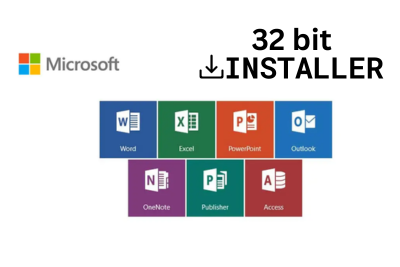 32 bit
Microsoft
INSTALLER
W
X
P
O
Word
Excel
PowerPoint
Outlook
N
P
A
OneNote
Publisher
Access